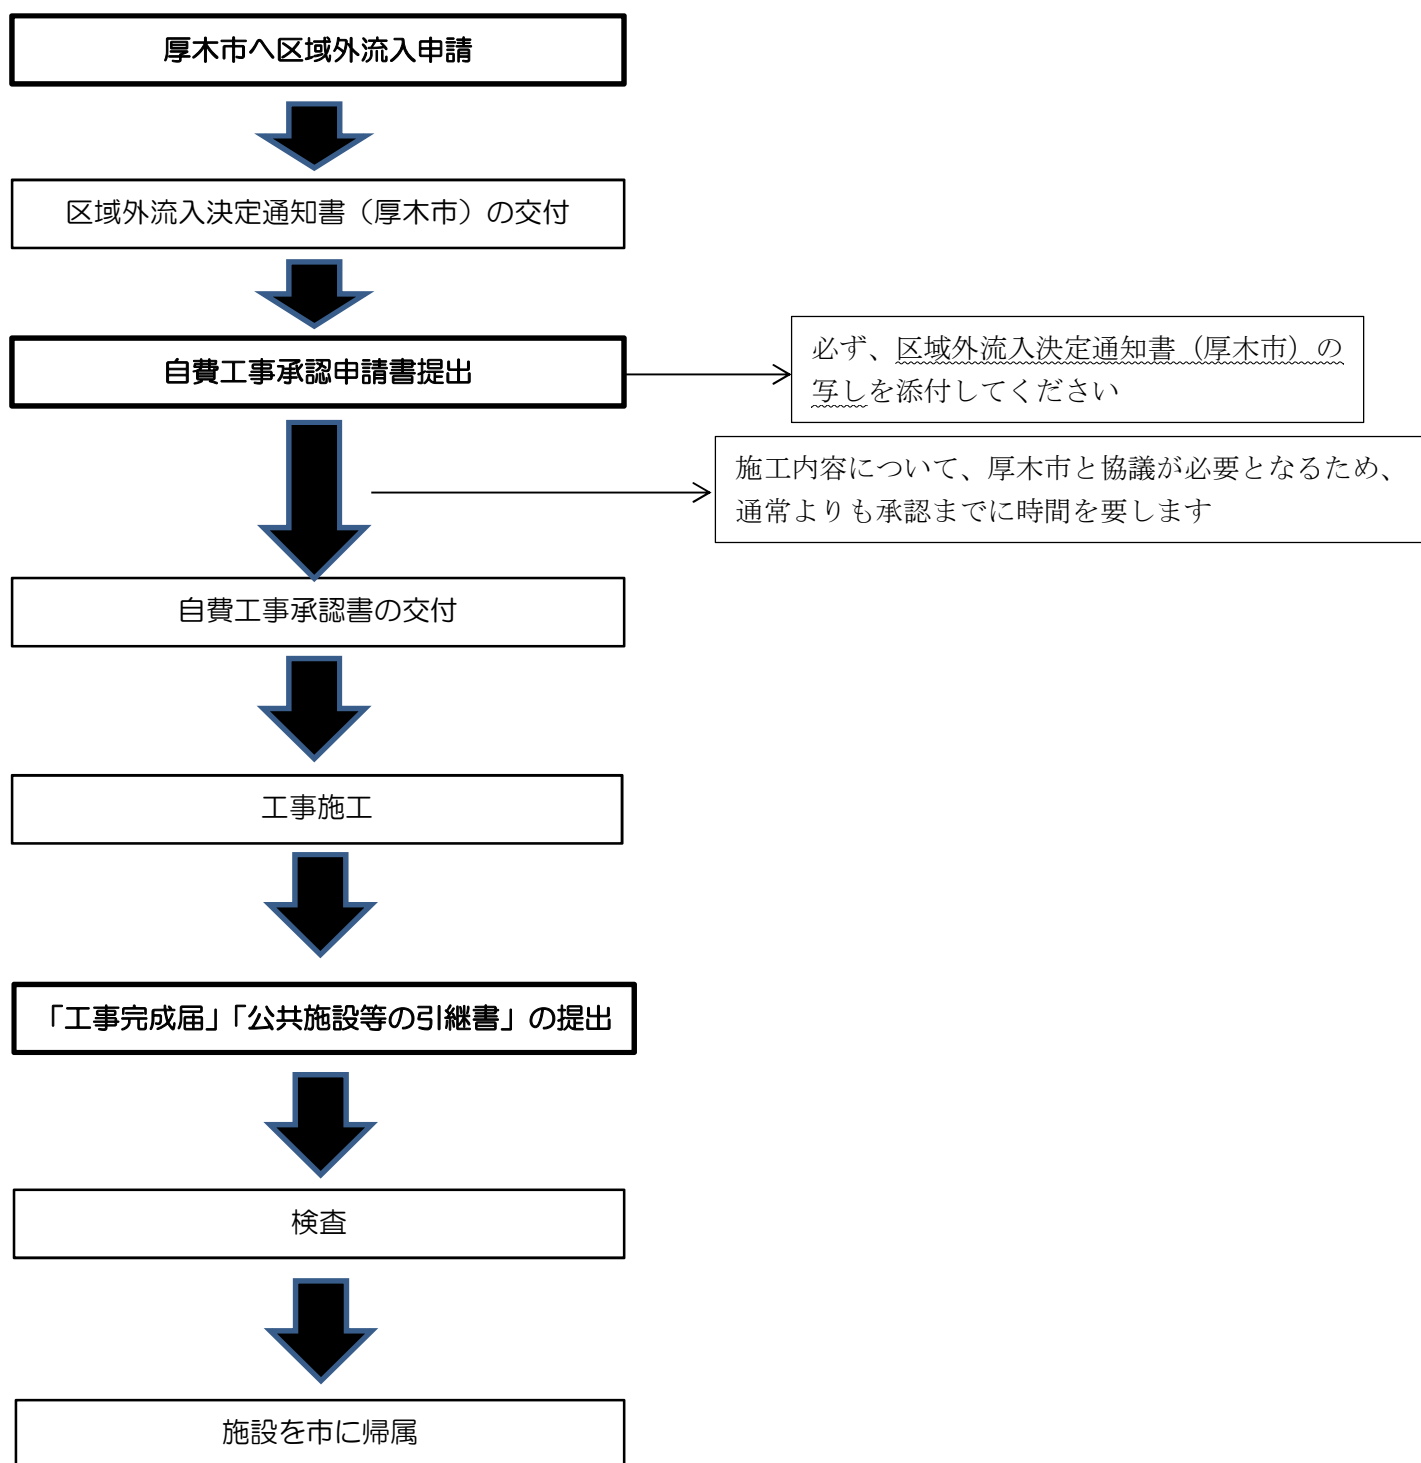 厚木市へ区域外流入申請
区域外流入決定通知書（厚木市）の交付
自費工事承認申請書提出
必ず、区域外流入決定通知書（厚木市）の
写しを添付してください
施工内容について、厚木市と協議が必要となるため、
通常よりも承認までに時間を要します
自費工事承認書の交付
工事施工
「工事完成届」「公共施設等の引継書」の提出
検査
施設を市に帰属